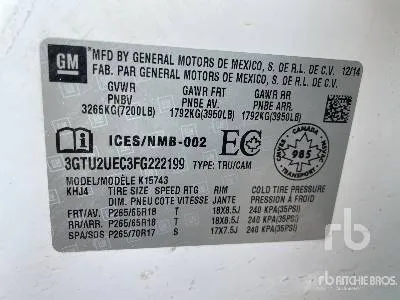 GM
*MFD BY GENERAL MOTORS DE MEXICO, S. DE R.L. DE C.V. 12/14
FAB. PAR GENERAL MOTORS DE MEXICO, S. DE R.L. DE C.V.
GVWR GAWR FRT GAWR RR
PNBV PNBE AV. PNBE ARR.
3266KG(7200LB) 1792KG(3950LB) 1792KG(3950LB)
i ICES/NMB-002 EC CANADA 985 TRANSPORT
3GTU2UEC3FG222199 TYPE: TRU/CAM
MODEL/MODÈLE K15743
KHJ4 TIRE SIZE SPEED RTG RIM COLD TIRE PRESSURE
DIM. PNEU COTE VITESSE JANTE PRESSION À FROID
FRT/AV. P265/65R18 T 18X8.5J 240 KPA(35PSI)
RR/ARR. P265/65R18 T 18X8.5J 240 KPA(35PSI)
SPA/SDS P265/70R17 S 17X7.5J 240 KPA(35PSI)
rb RITCHIE BROS.